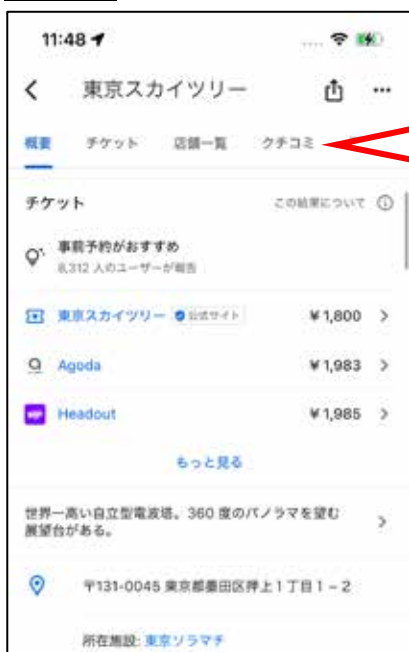 11:48
東京スカイツリー
概要 チケット 店舗一覧 クチコミ
チケット この結果について
事前予約がおすすめ
8,312 人のユーザーが報告
東京スカイツリー 公式サイト ¥1,800
Agoda ¥1,983
Headout ¥1,985
もっと見る
世界一高い自立型電波塔。360 度のパノラマを望む
展望台がある。
〒131-0045 東京都墨田区押上1丁目1−2
所在施設: 東京ソラマチ